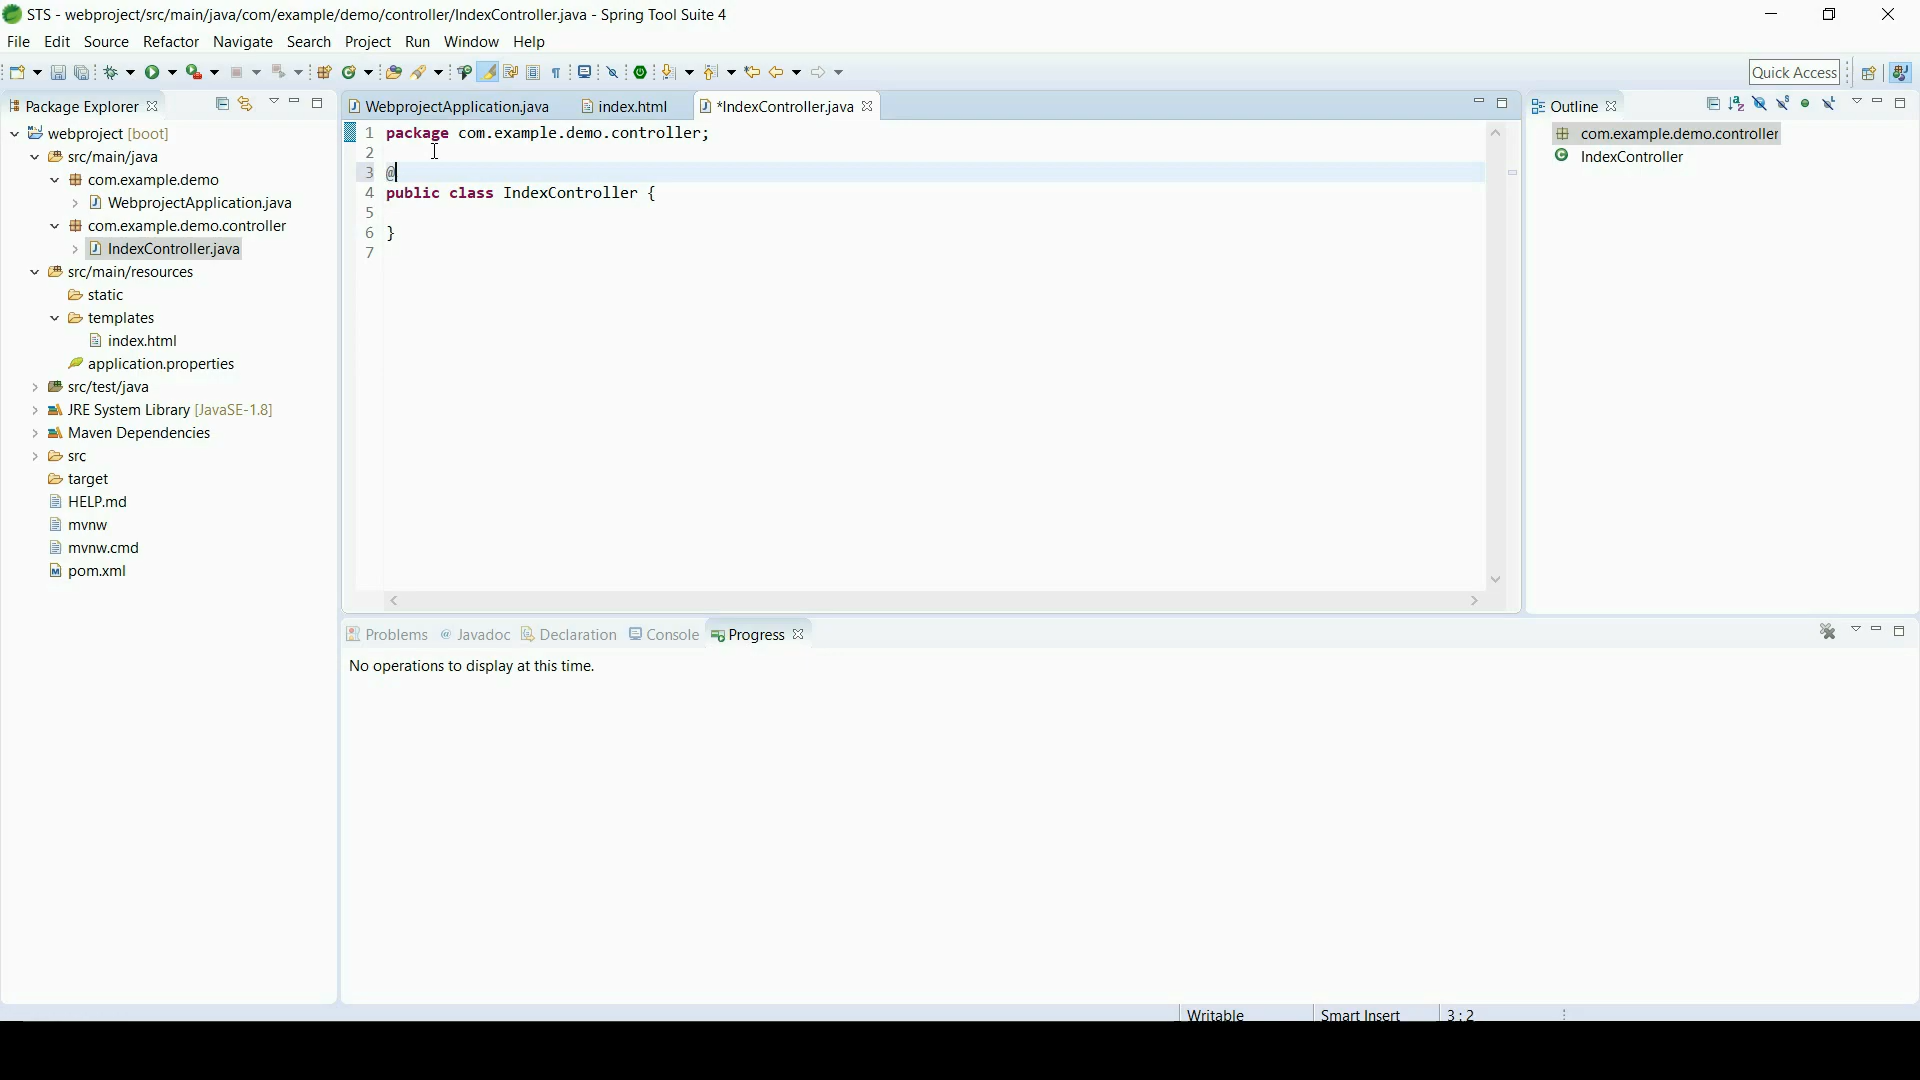 STS - webproject/src/main/java/com/example/demo/controller/IndexController.java - Spring Tool Suite 4
File Edit Source Refactor Navigate Search Project Run Window Help
Quick Access
Package Explorer
webproject [boot]
src/main/java
com.example.demo
WebprojectApplication.java
com.example.demo.controller
IndexController.java
src/main/resources
static
templates
index.html
application.properties
src/test/java
JRE System Library [JavaSE-1.8]
Maven Dependencies
src
target
HELP.md
mvnw
mvnw.cmd
pom.xml
WebprojectApplication.java index.html *IndexController.java
1 package com.example.demo.controller;
2
3 @
4 public class IndexController {
5
6 }
7
Outline
com.example.demo.controller
IndexController
Problems @ Javadoc Declaration Console Progress
No operations to display at this time.
Writable Smart Insert 3 : 2